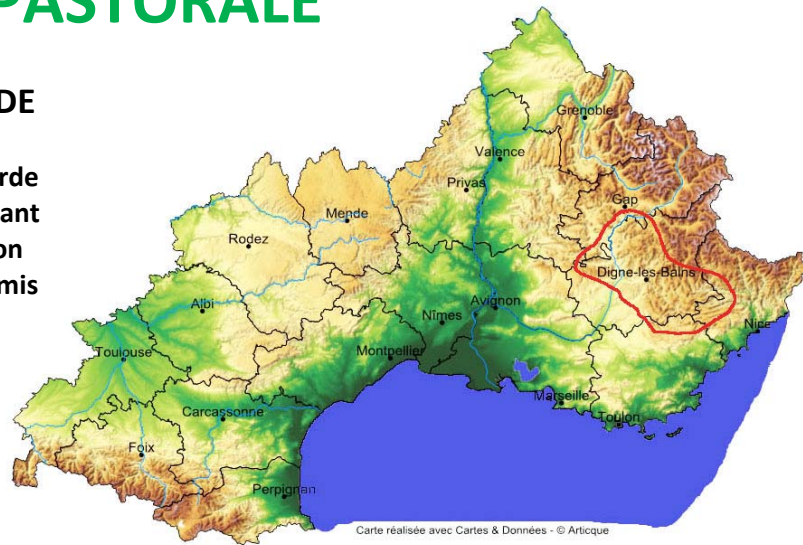 PASTORALE
DE
rde
ant
on
mis
Grenoble
Valence
Privas
Gap
Mende
Rodez
Digne-les-Bains
Albi
Avignon
Nîmes
Nice
Toulouse
Montpellier
Marseille
Carcassonne
Toulon
Foix
Perpignan
Carte réalisée avec Cartes & Données - © Articque